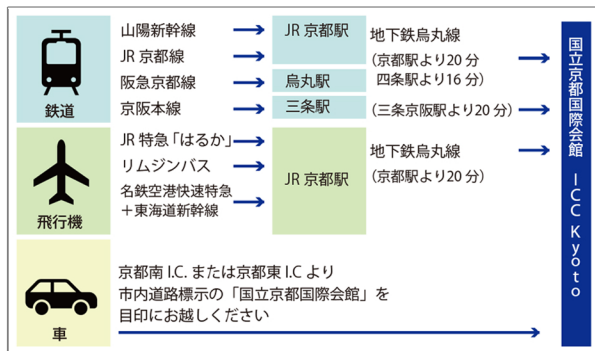 鉄道
山陽新幹線
JR 京都線
阪急京都線
京阪本線
JR 京都駅
烏丸駅
三条駅
地下鉄烏丸線
(京都駅より20分
四条駅より16分)
(三条京阪駅より20分)
飛行機
JR 特急「はるか」
リムジンバス
名鉄空港快速特急
＋東海道新幹線
JR 京都駅
地下鉄烏丸線
(京都駅より20分)
車
京都南 I.C. または京都東 I.C より
市内道路標示の「国立京都国際会館」を
目印にお越しください
国立京都国際会館 ICC Kyoto